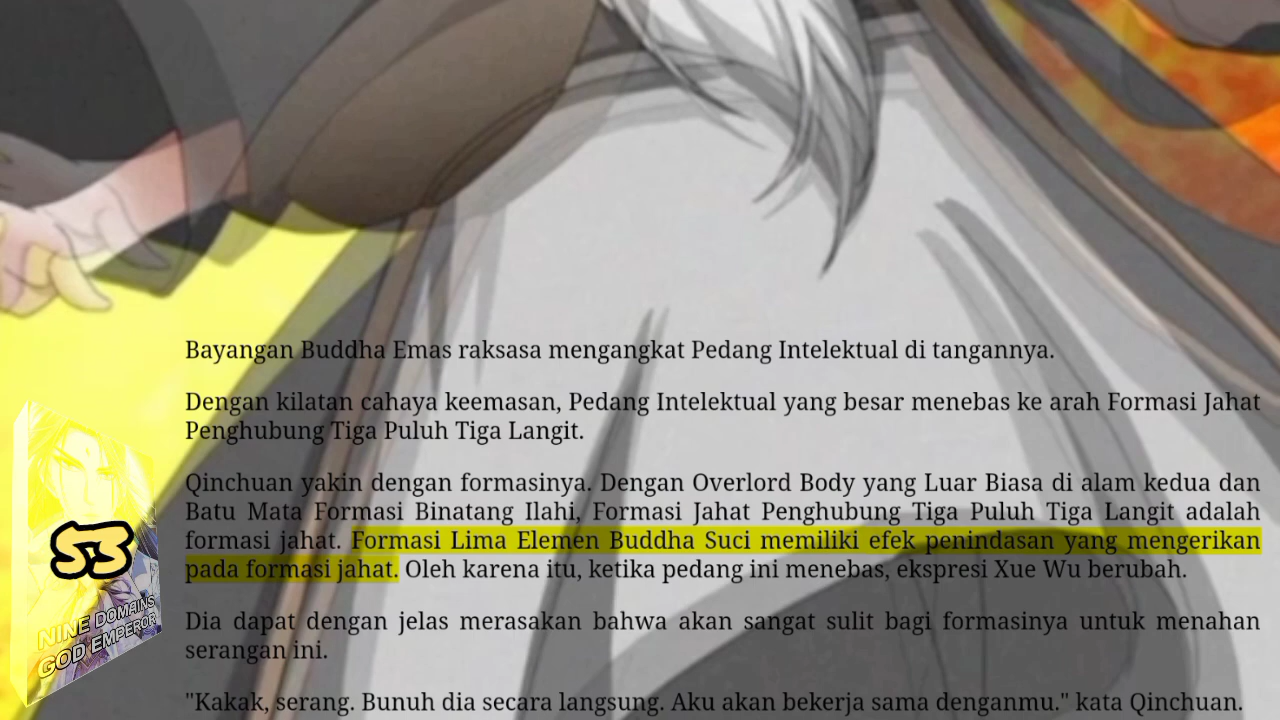 Bayangan Buddha Emas raksasa mengangkat Pedang Intelektual di tangannya.
Dengan kilatan cahaya keemasan, Pedang Intelektual yang besar menebas ke arah Formasi Jahat
Penghubung Tiga Puluh Tiga Langit.
Qinchuan yakin dengan formasinya. Dengan Overlord Body yang Luar Biasa di alam kedua dan
Batu Mata Formasi Binatang Ilahi, Formasi Jahat Penghubung Tiga Puluh Tiga Langit adalah
formasi jahat. Formasi Lima Elemen Buddha Suci memiliki efek penindasan yang mengerikan
pada formasi jahat. Oleh karena itu, ketika pedang ini menebas, ekspresi Xue Wu berubah.
Dia dapat dengan jelas merasakan bahwa akan sangat sulit bagi formasinya untuk menahan
serangan ini.
"Kakak, serang. Bunuh dia secara langsung. Aku akan bekerja sama denganmu." kata Qinchuan.
53
NINE DOMAINS
GOD EMPEROR